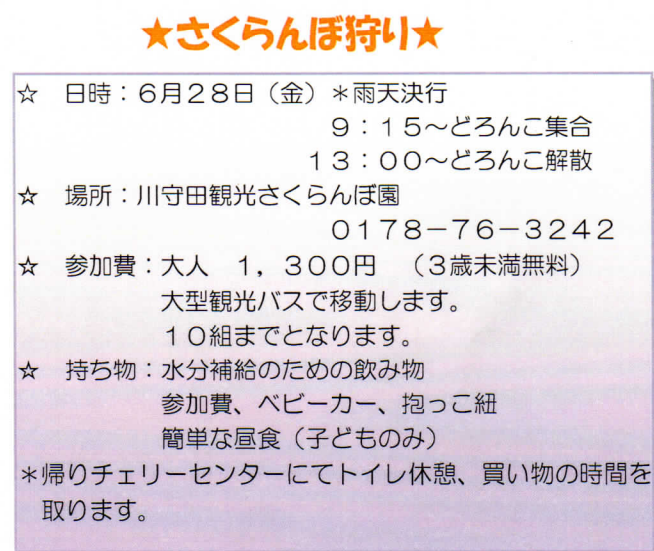 ★さくらんぼ狩り★
☆ 日時：6月28日（金）＊雨天決行
9：15～どろんこ集合
13：00～どろんこ解散
☆ 場所：川守田観光さくらんぼ園
0178－76－3242
☆ 参加費：大人 1，300円 （3歳未満無料）
大型観光バスで移動します。
10組までとなります。
☆ 持ち物：水分補給のための飲み物
参加費、ベビーカー、抱っこ紐
簡単な昼食（子どものみ）
＊帰りチェリーセンターにてトイレ休憩、買い物の時間を
取ります。